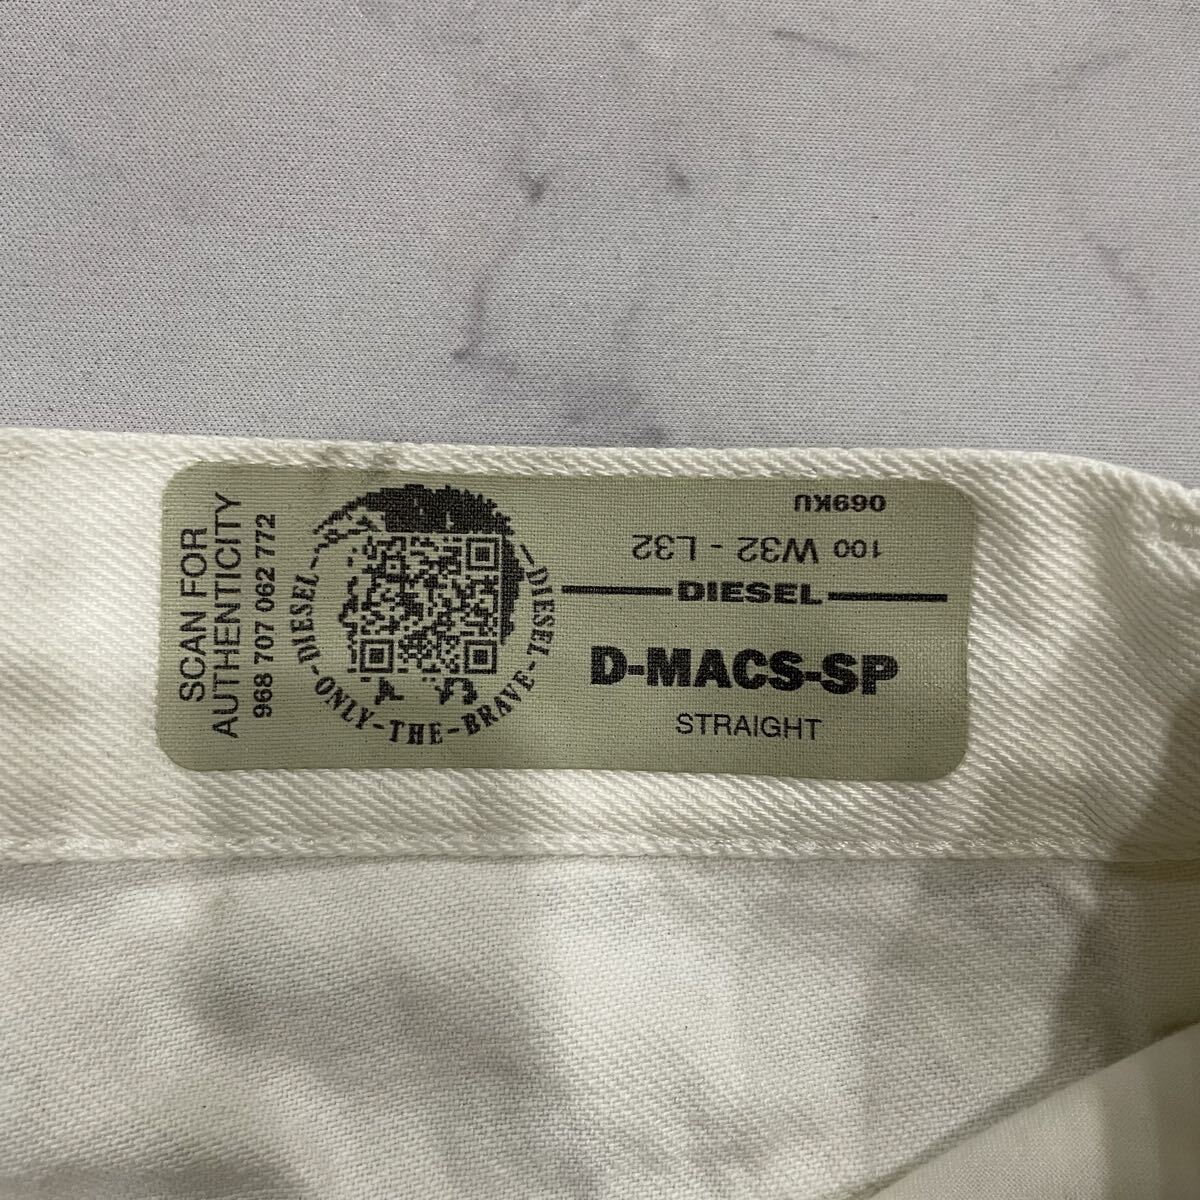 SCAN FOR
AUTHENTICITY
968 707 062 772
DIESEL-ONLY-THE-BRAVE-DIESEL
069KU
100 W32 - L32
DIESEL
D-MACS-SP
STRAIGHT